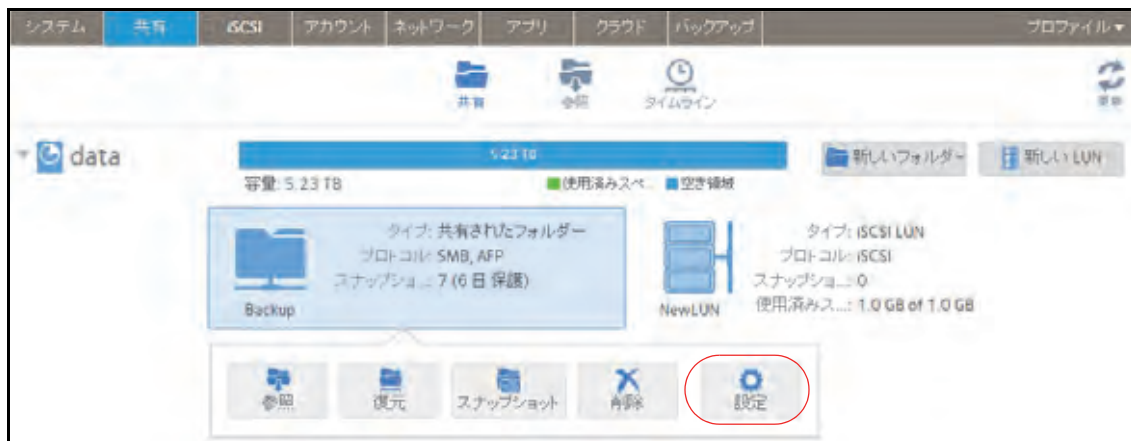 システム 共有 iSCSI アカウント ネットワーク アプリ クラウド バックアップ プロファイル
共有 参照 タイムライン 更新
data
5.23 TB
新しいフォルダー 新しい LUN
容量: 5.23 TB 使用済みスペ... 空き領域
タイプ: 共有されたフォルダー
プロトコル: SMB, AFP
スナップショ...: 7 (6 日 保護)
Backup
タイプ: iSCSI LUN
プロトコル: iSCSI
スナップショ...: 0
使用済みス...: 1.0 GB of 1.0 GB
NewLUN
参照 復元 スナップショット 削除 設定